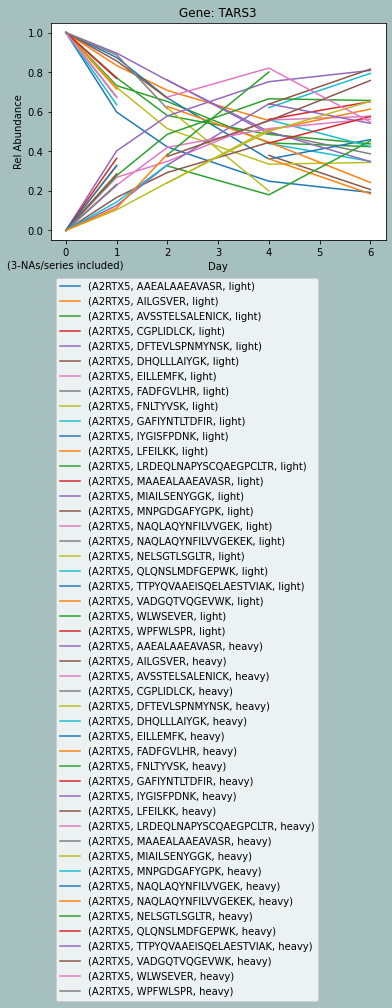 Gene: TARS3
1.0
0.8
0.6
0.4
0.2
0.0
Rel Abundance
0 1 2 3 4 5 6
Day
(3-NAs/series included)
(A2RTX5, AAEALAAEAVASR, light)
(A2RTX5, AILGSVER, light)
(A2RTX5, AVSSTELSALENICK, light)
(A2RTX5, CGPLIDLCK, light)
(A2RTX5, DFTEVLSPNMYNSK, light)
(A2RTX5, DHQLLLAIYGK, light)
(A2RTX5, EILLEMFK, light)
(A2RTX5, FADFGVLHR, light)
(A2RTX5, FNLTYVSK, light)
(A2RTX5, GAFIYNTLTDFIR, light)
(A2RTX5, IYGISFPDNK, light)
(A2RTX5, LFEILKK, light)
(A2RTX5, LRDEQLNAPYSCQAEGPCLTR, light)
(A2RTX5, MAAEALAAEAVASR, light)
(A2RTX5, MIAILSENYGGK, light)
(A2RTX5, MNPGDGAFYGPK, light)
(A2RTX5, NAQLAQYNFILVVGEK, light)
(A2RTX5, NAQLAQYNFILVVGEKEK, light)
(A2RTX5, NELSGTLSGLTR, light)
(A2RTX5, QLQNSLMDFGEPWK, light)
(A2RTX5, TTPYQVAAEISQELAESTVIAK, light)
(A2RTX5, VADGQTVQGEVWK, light)
(A2RTX5, WLWSEVER, light)
(A2RTX5, WPFWLSPR, light)
(A2RTX5, AAEALAAEAVASR, heavy)
(A2RTX5, AILGSVER, heavy)
(A2RTX5, AVSSTELSALENICK, heavy)
(A2RTX5, CGPLIDLCK, heavy)
(A2RTX5, DFTEVLSPNMYNSK, heavy)
(A2RTX5, DHQLLLAIYGK, heavy)
(A2RTX5, EILLEMFK, heavy)
(A2RTX5, FADFGVLHR, heavy)
(A2RTX5, FNLTYVSK, heavy)
(A2RTX5, GAFIYNTLTDFIR, heavy)
(A2RTX5, IYGISFPDNK, heavy)
(A2RTX5, LFEILKK, heavy)
(A2RTX5, LRDEQLNAPYSCQAEGPCLTR, heavy)
(A2RTX5, MAAEALAAEAVASR, heavy)
(A2RTX5, MIAILSENYGGK, heavy)
(A2RTX5, MNPGDGAFYGPK, heavy)
(A2RTX5, NAQLAQYNFILVVGEK, heavy)
(A2RTX5, NAQLAQYNFILVVGEKEK, heavy)
(A2RTX5, NELSGTLSGLTR, heavy)
(A2RTX5, QLQNSLMDFGEPWK, heavy)
(A2RTX5, TTPYQVAAEISQELAESTVIAK, heavy)
(A2RTX5, VADGQTVQGEVWK, heavy)
(A2RTX5, WLWSEVER, heavy)
(A2RTX5, WPFWLSPR, heavy)